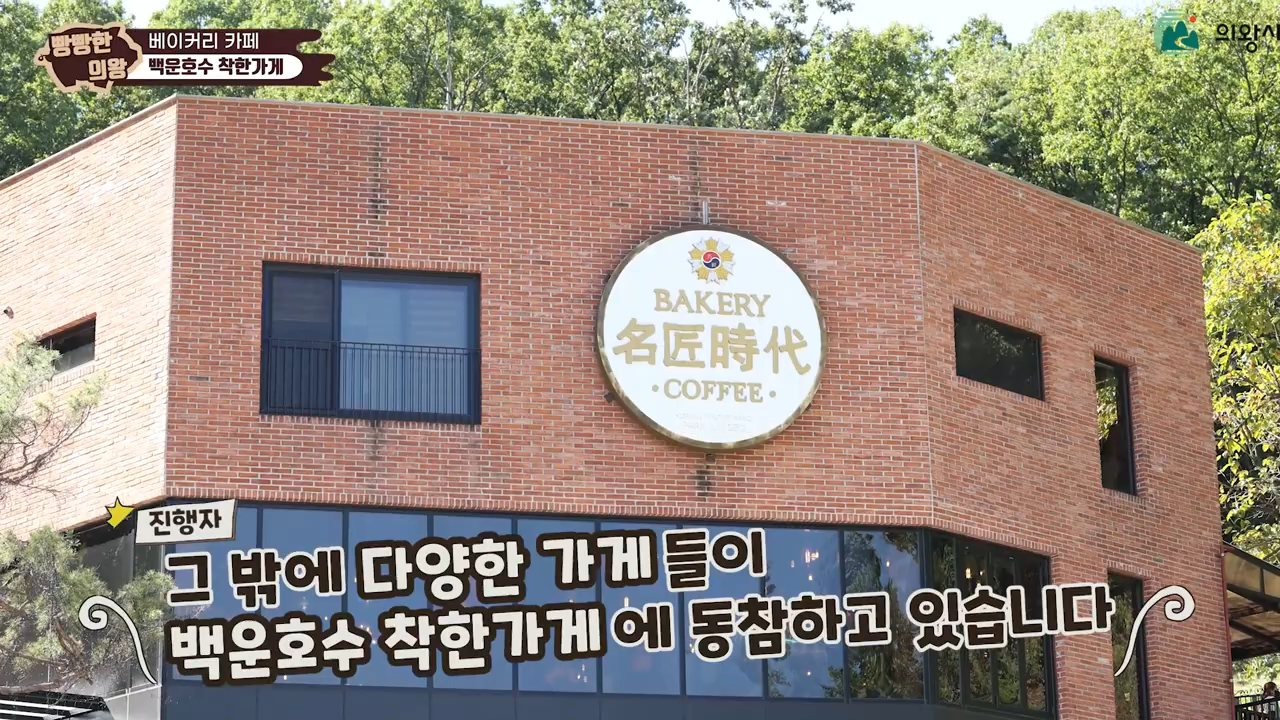 빵빵한
의왕
베이커리 카페
백운호수 착한가게
의왕시
BAKERY
名匠時代
·COFFEE·
진행자
그 밖에 다양한 가게들이
백운호수 착한가게에 동참하고 있습니다